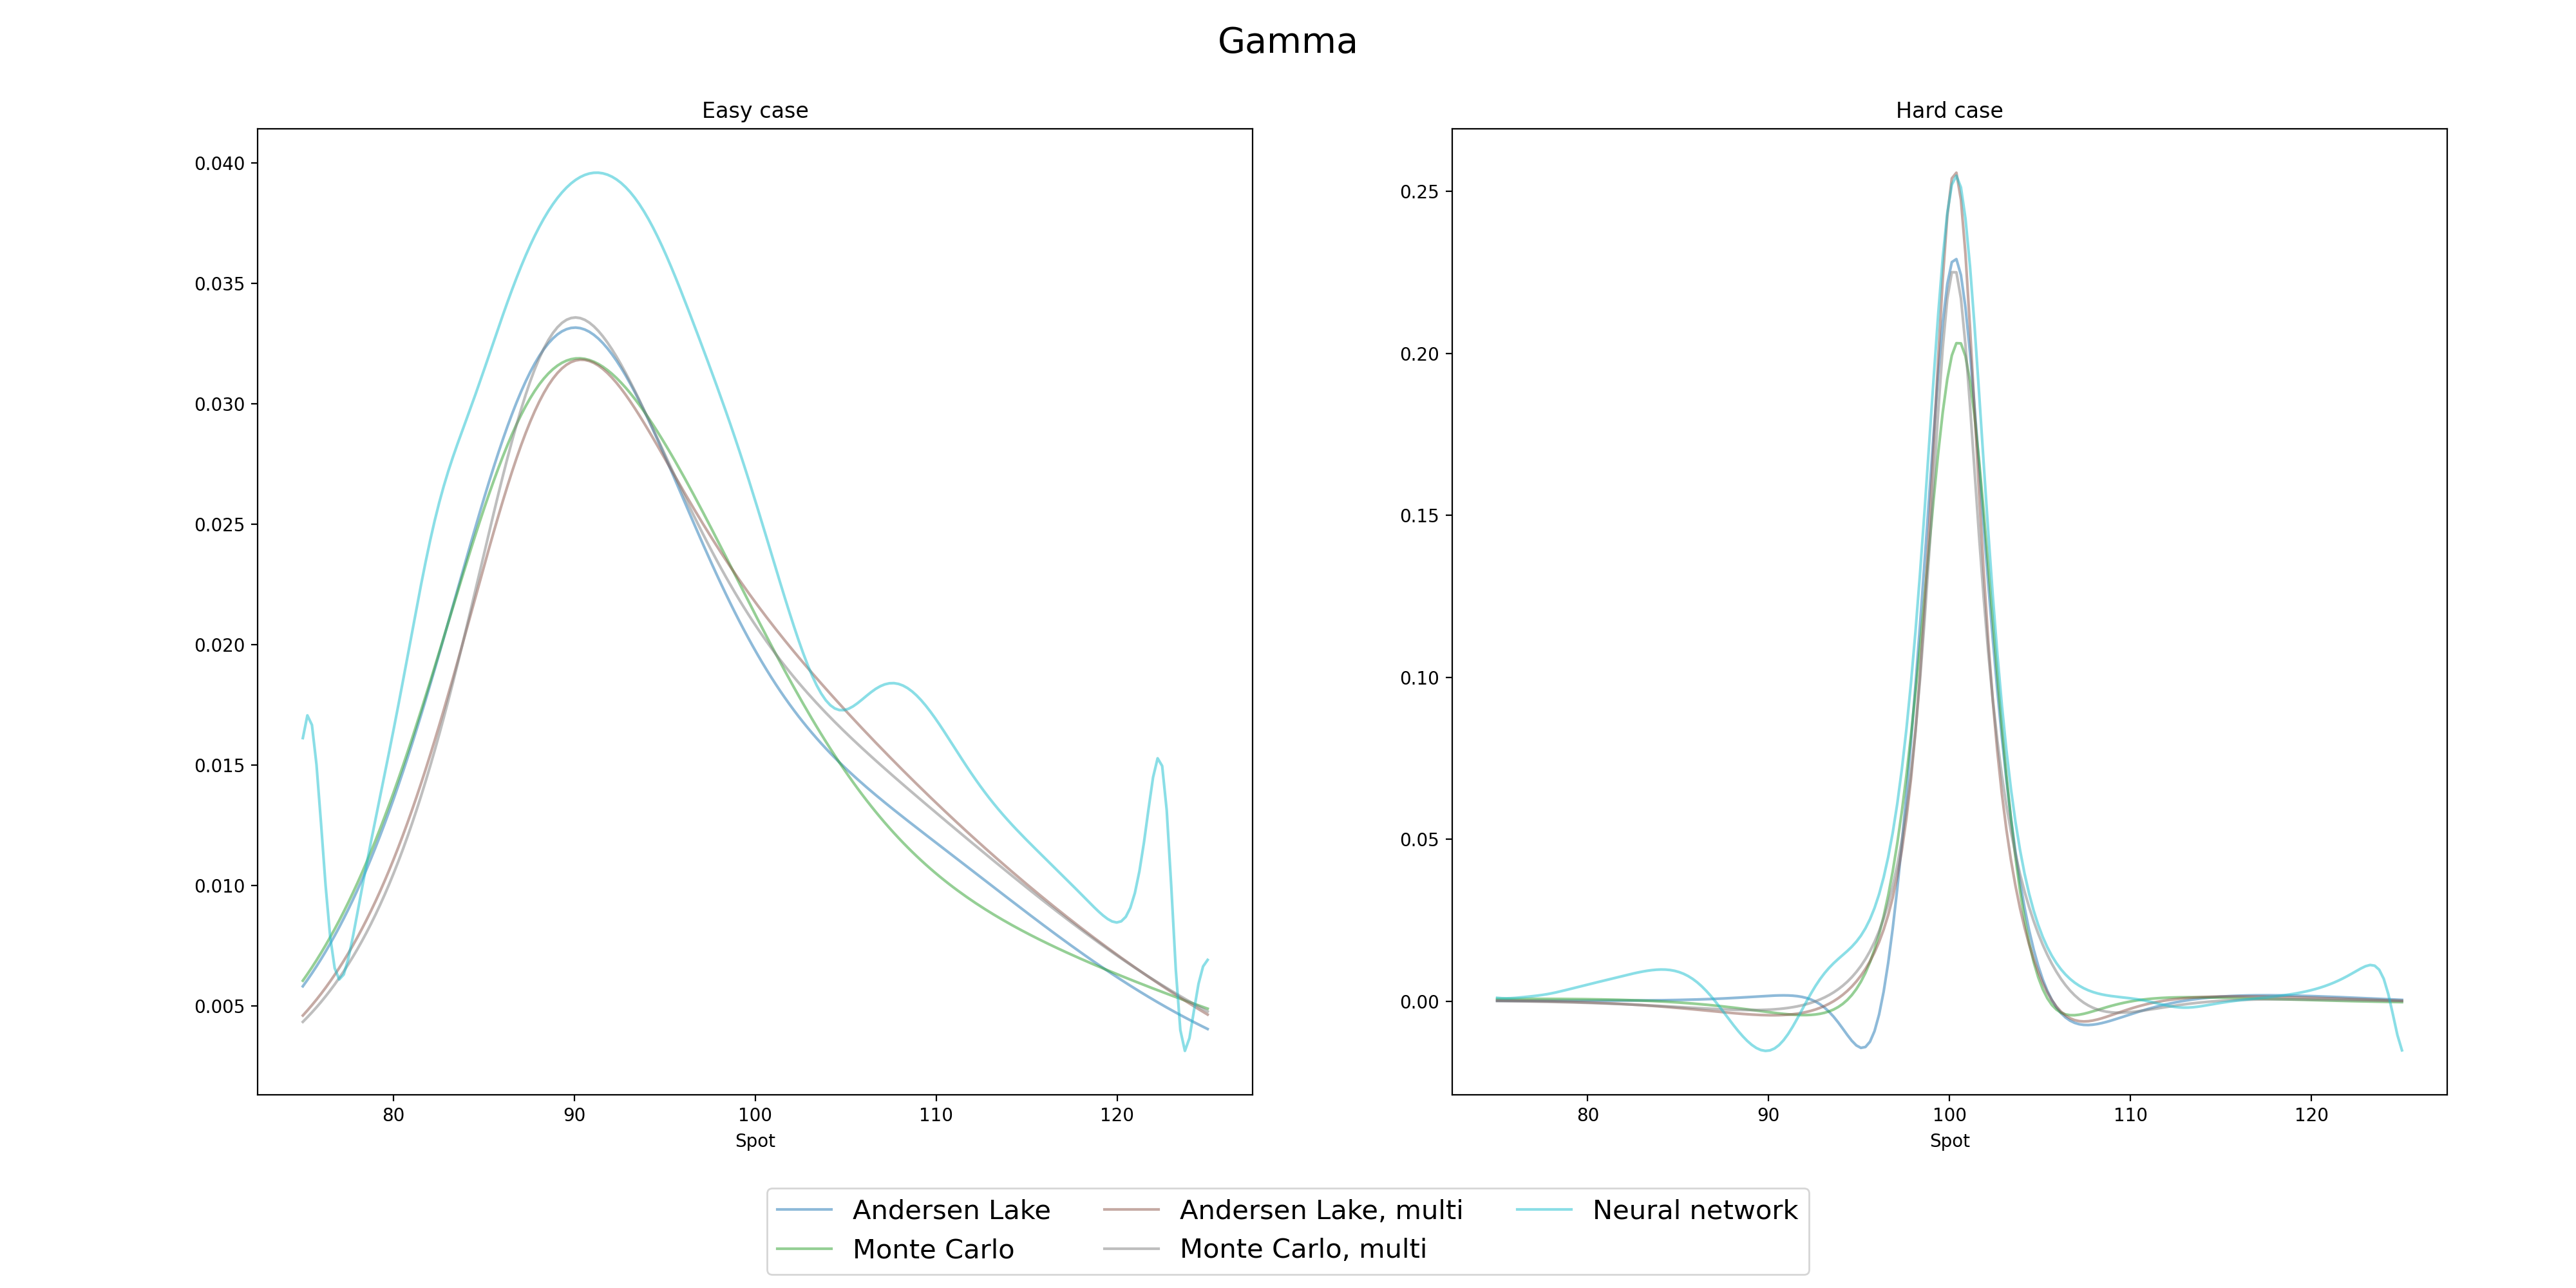 Gamma
Easy case
0.040
0.035
0.030
0.025
0.020
0.015
0.010
0.005
80 90 100 110 120
Spot
Hard case
0.25
0.20
0.15
0.10
0.05
0.00
80 90 100 110 120
Spot
Andersen Lake Andersen Lake, multi Neural network
Monte Carlo Monte Carlo, multi